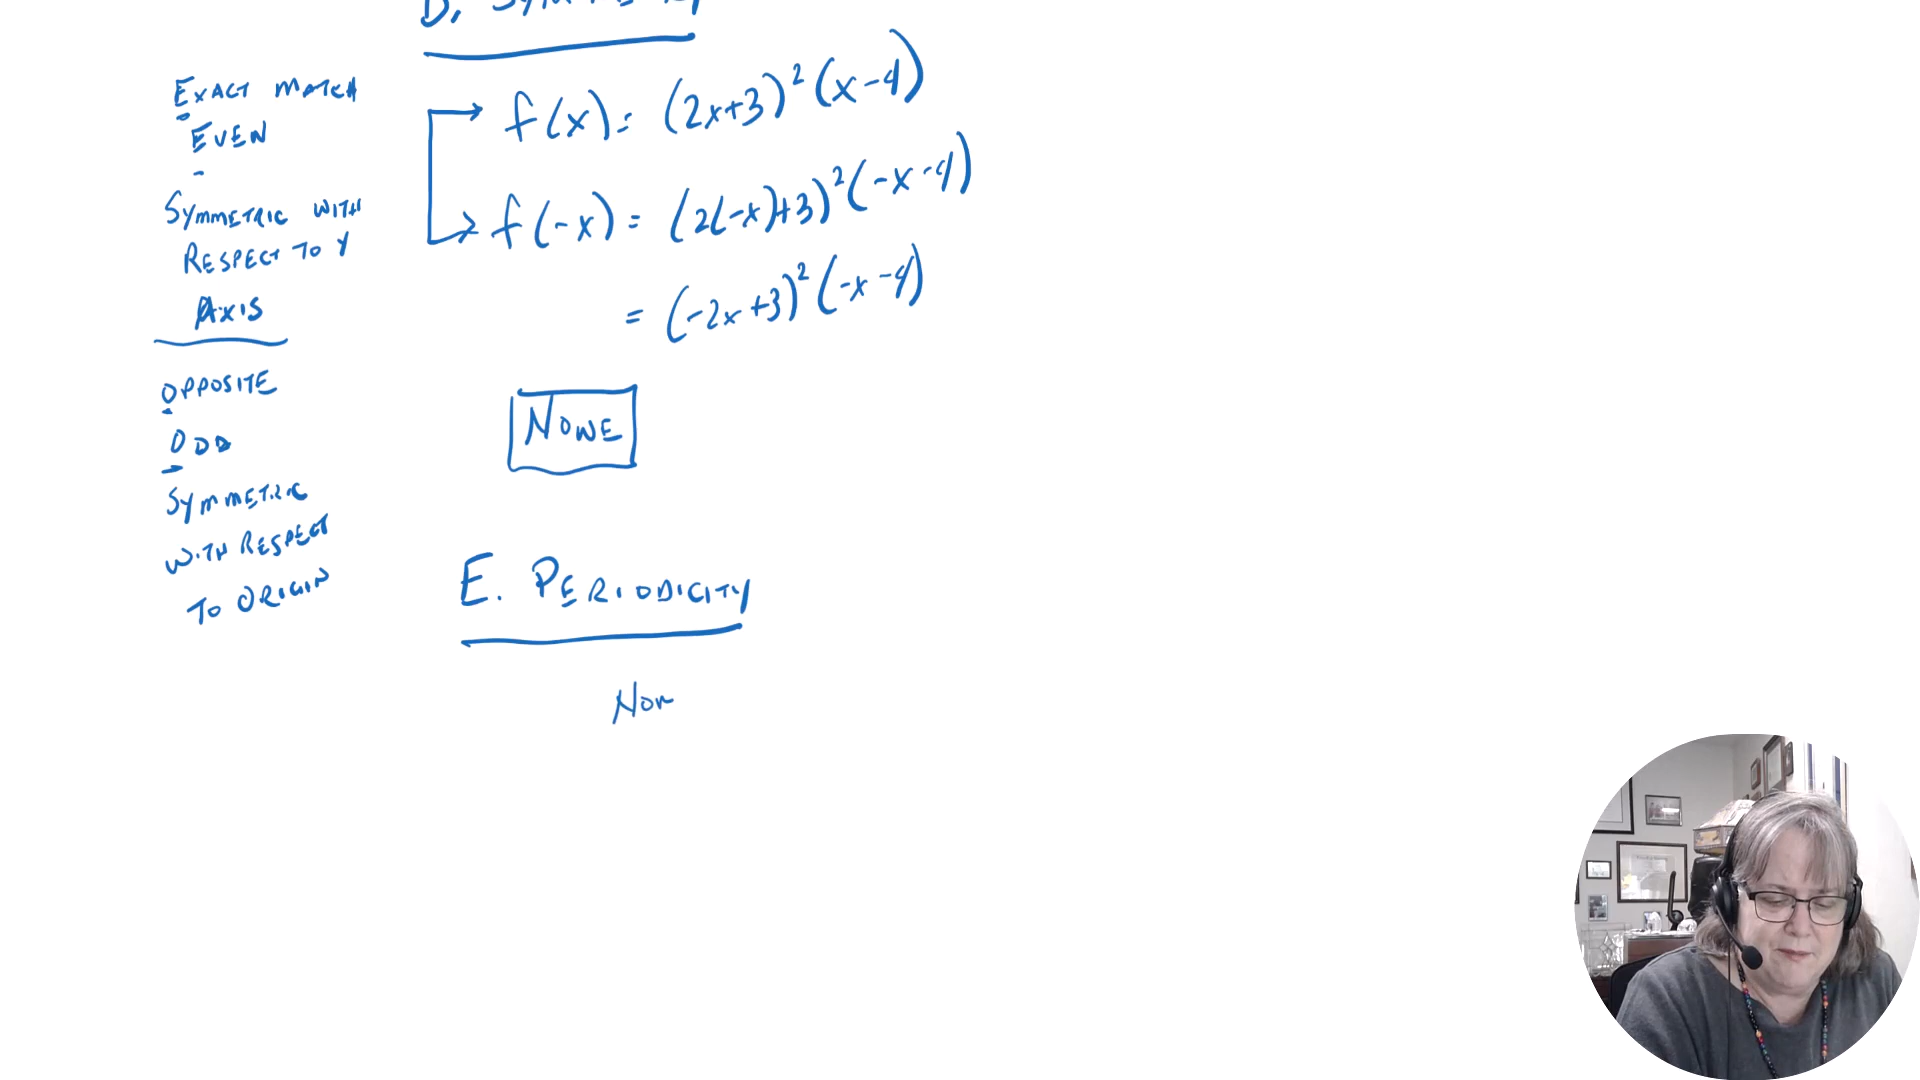 D. Symmetry
f(x) = (2x+3)²(x-4)
f(-x) = (2(-x)+3)²(-x-4)
= (-2x+3)²(-x-4)
NONE
EXACT MATCH
EVEN
SYMMETRIC WITH
RESPECT TO Y
AXIS
OPPOSITE
ODD
SYMMETRIC
WITH RESPECT
TO ORIGIN
E. PERIODICITY
Non